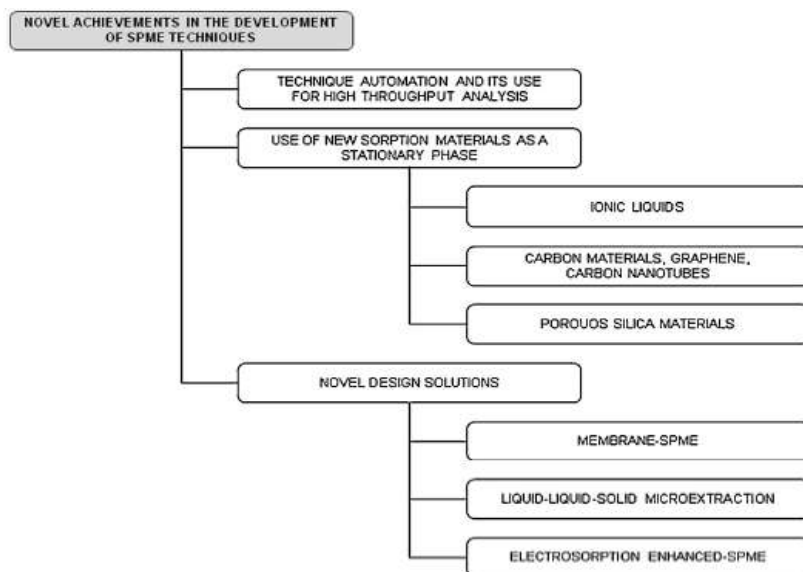 NOVEL ACHIEVEMENTS IN THE DEVELOPMENT
OF SPME TECHNIQUES
TECHNIQUE AUTOMATION AND ITS USE
FOR HIGH THROUGHPUT ANALYSIS
USE OF NEW SORPTION MATERIALS AS A
STATIONARY PHASE
IONIC LIQUIDS
CARBON MATERIALS, GRAPHENE,
CARBON NANOTUBES
POROUOS SILICA MATERIALS
NOVEL DESIGN SOLUTIONS
MEMBRANE-SPME
LIQUID-LIQUID-SOLID MICROEXTRACTION
ELECTROSORPTION ENHANCED-SPME